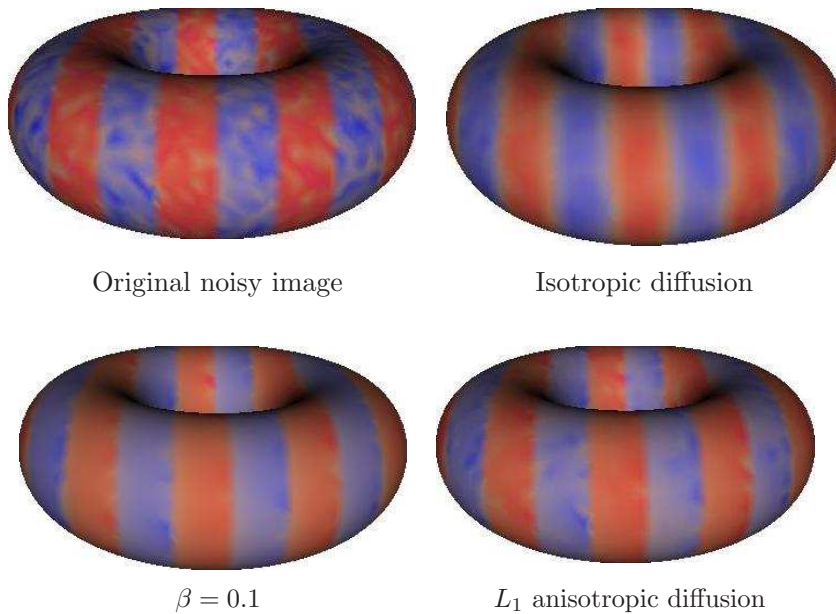 Original noisy image
Isotropic diffusion
β = 0.1
L₁ anisotropic diffusion